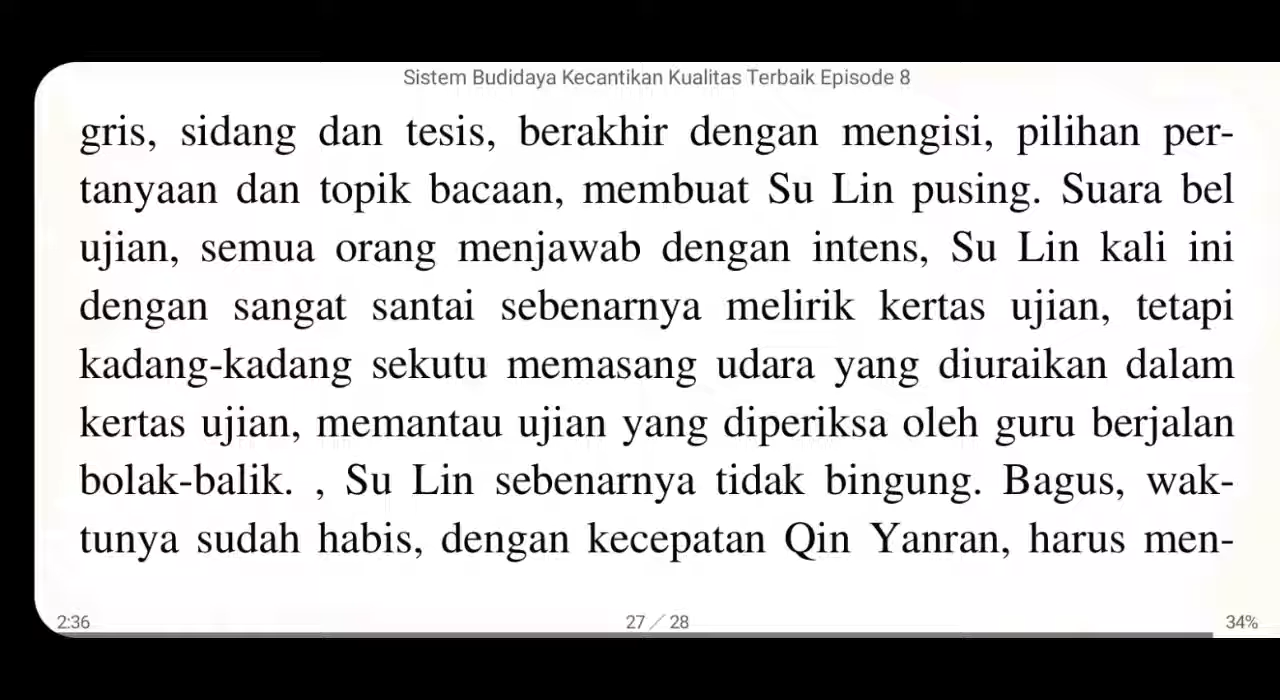 Sistem Budidaya Kecantikan Kualitas Terbaik Episode 8
gris, sidang dan tesis, berakhir dengan mengisi, pilihan per-
tanyaan dan topik bacaan, membuat Su Lin pusing. Suara bel
ujian, semua orang menjawab dengan intens, Su Lin kali ini
dengan sangat santai sebenarnya melirik kertas ujian, tetapi
kadang-kadang sekutu memasang udara yang diuraikan dalam
kertas ujian, memantau ujian yang diperiksa oleh guru berjalan
bolak-balik. , Su Lin sebenarnya tidak bingung. Bagus, wak-
tunya sudah habis, dengan kecepatan Qin Yanran, harus men-
2:36 27 / 28 34%